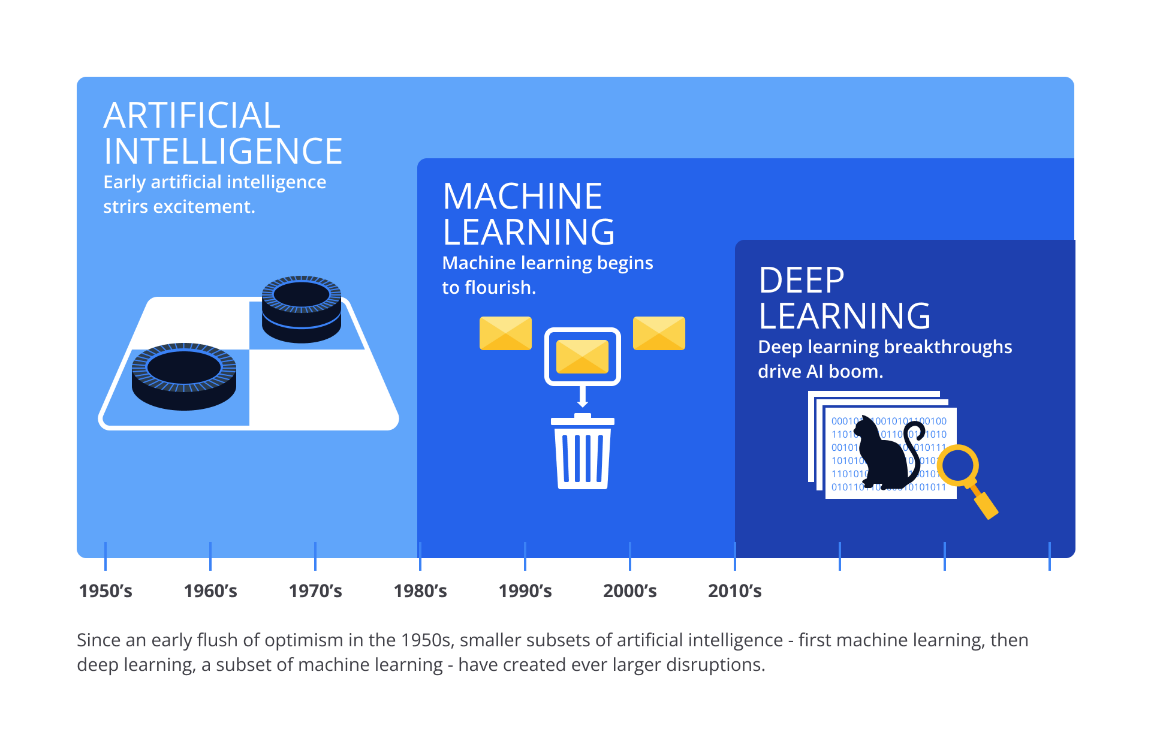 ARTIFICIAL
INTELLIGENCE
Early artificial intelligence
strirs excitement.
MACHINE
LEARNING
Machine learning begins
to flourish.
DEEP
LEARNING
Deep learning breakthroughs
drive AI boom.
1950’s 1960’s 1970’s 1980’s 1990’s 2000’s 2010’s
Since an early flush of optimism in the 1950s, smaller subsets of artificial intelligence - first machine learning, then
deep learning, a subset of machine learning - have created ever larger disruptions.